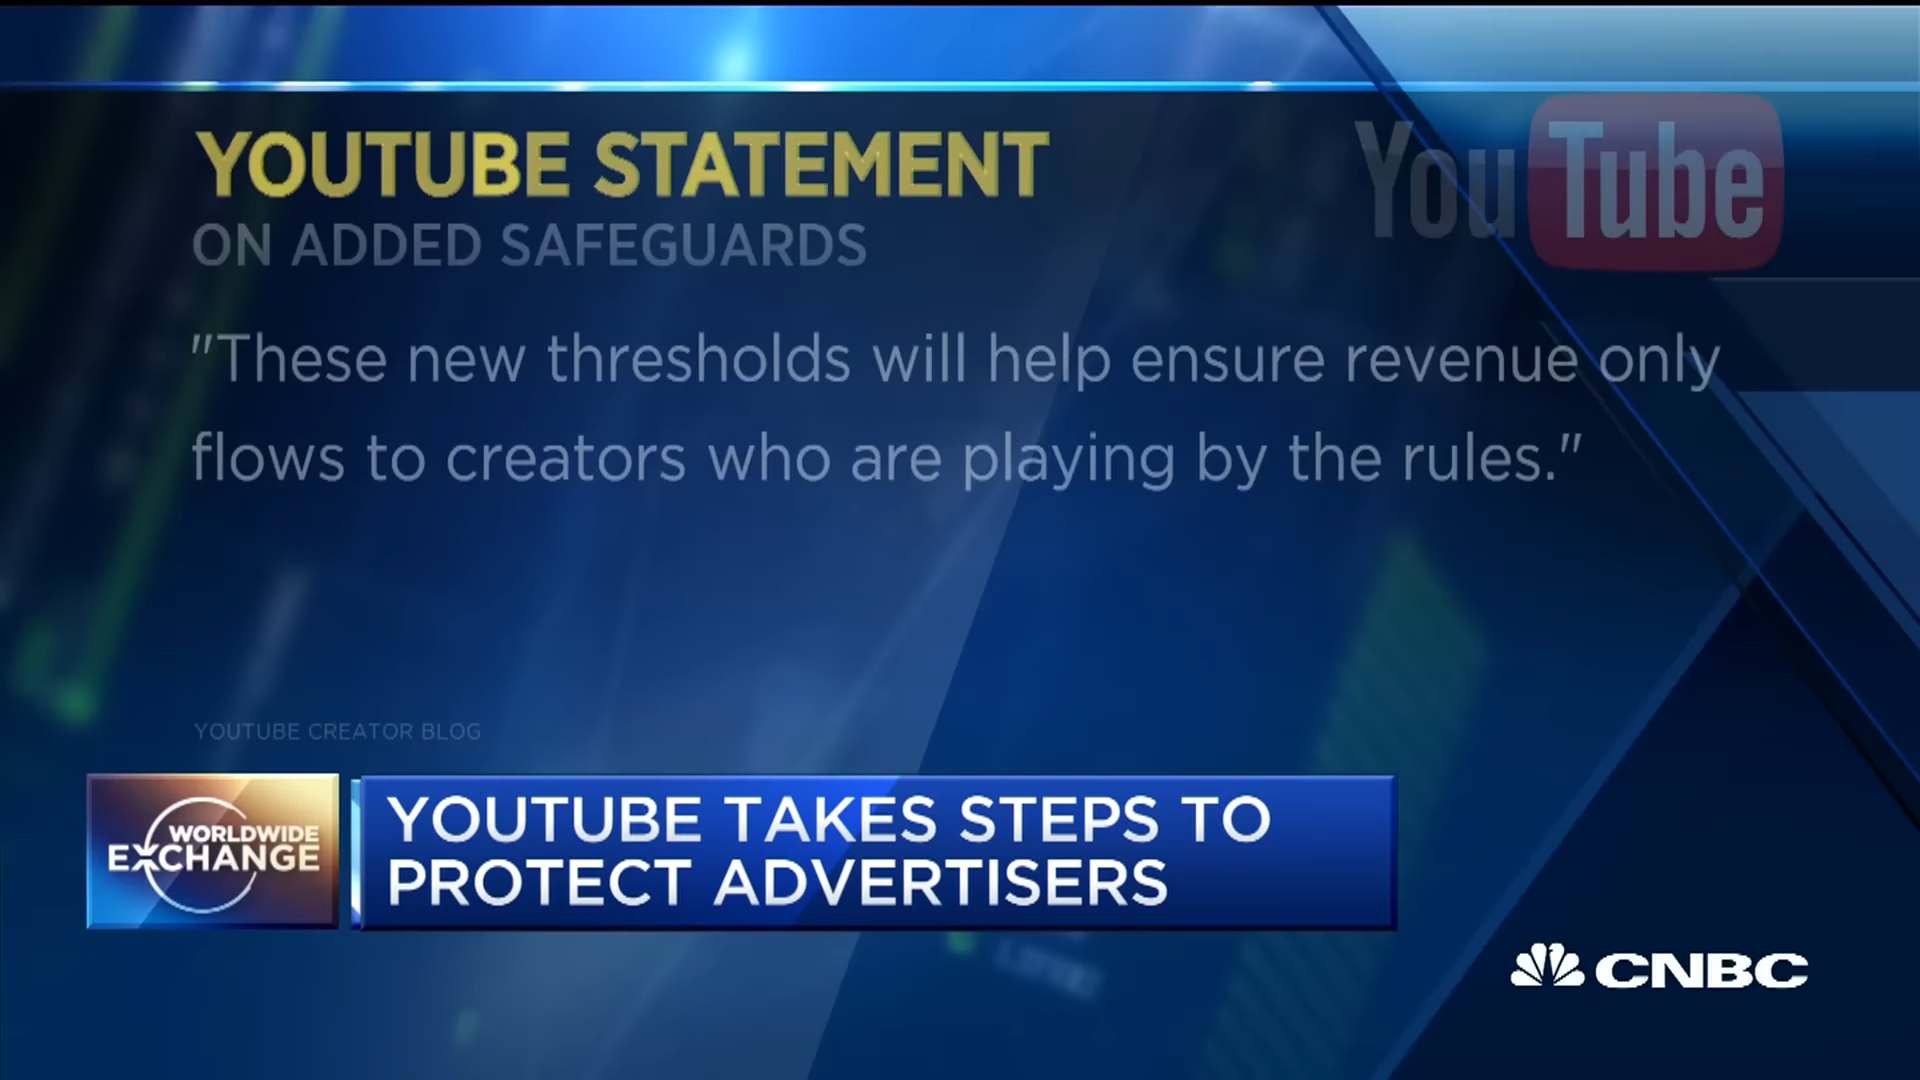 YOUTUBE STATEMENT
YouTube
ON ADDED SAFEGUARDS
"These new thresholds will help ensure revenue only
flows to creators who are playing by the rules."
YOUTUBE CREATOR BLOG
WORLDWIDE
EXCHANGE
YOUTUBE TAKES STEPS TO
PROTECT ADVERTISERS
CNBC